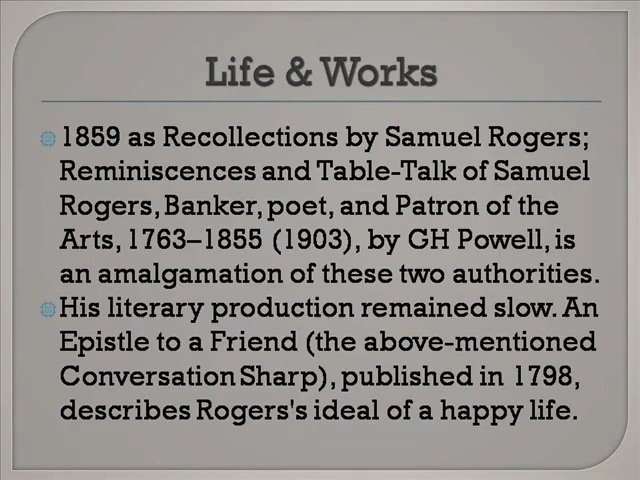 Life & Works
1859 as Recollections by Samuel Rogers;
Reminiscences and Table-Talk of Samuel
Rogers, Banker, poet, and Patron of the
Arts, 1763–1855 (1903), by GH Powell, is
an amalgamation of these two authorities.
His literary production remained slow. An
Epistle to a Friend (the above-mentioned
Conversation Sharp), published in 1798,
describes Rogers's ideal of a happy life.